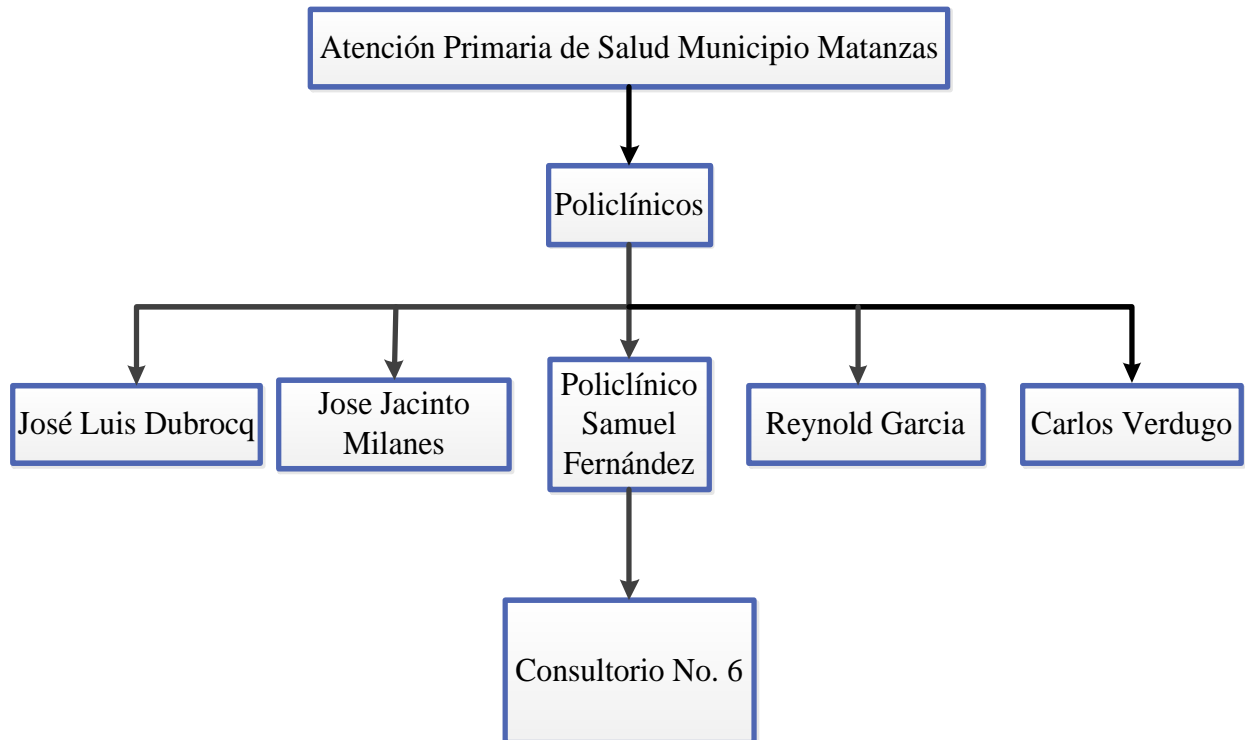 Atención Primaria de Salud Municipio Matanzas
Policlínicos
José Luis Dubrocq
Jose Jacinto
Milanes
Policlínico
Samuel
Fernández
Reynold Garcia
Carlos Verdugo
Consultorio No. 6